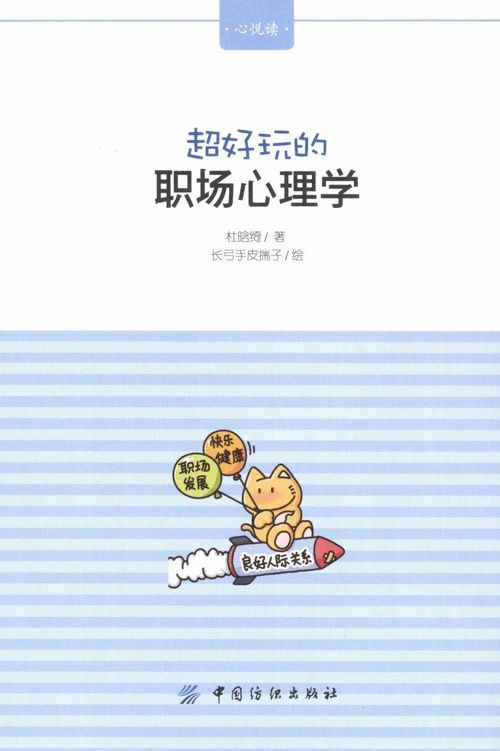 ·心悦读·
超好玩的
职场心理学
杜晗绮/著
长弓手皮揣子/绘
快乐
健康
职场
发展
良好人际关系
中国纺织出版社